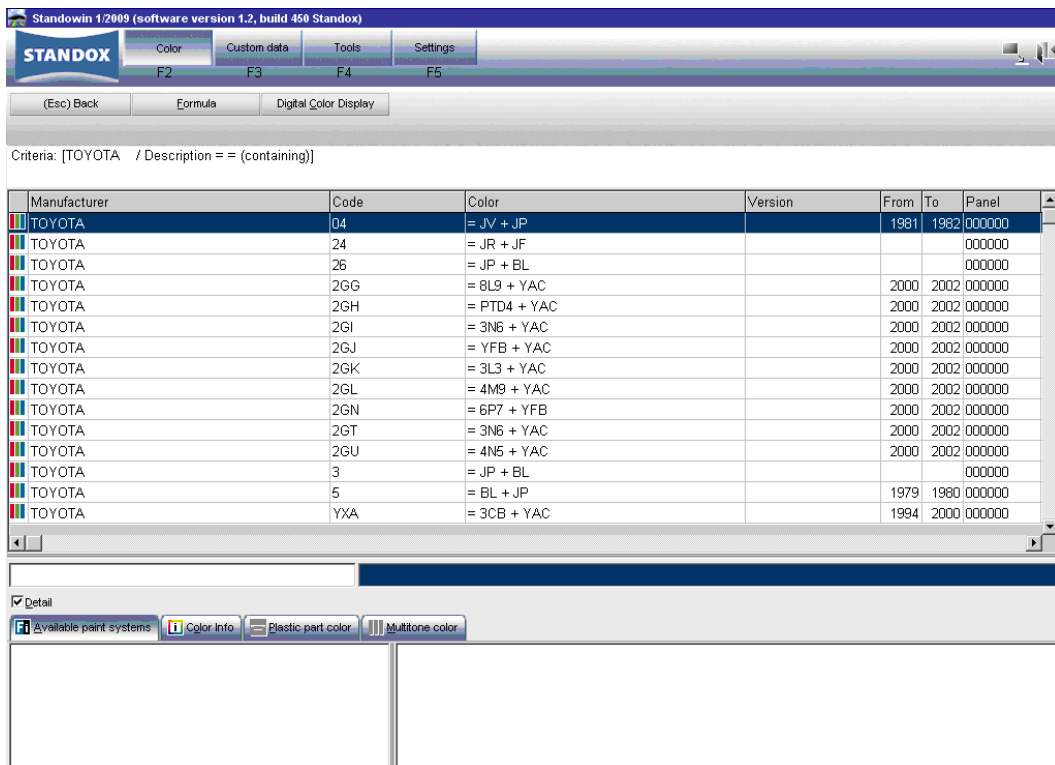 Standowin 1/2009 (software version 1.2, build 450 Standox)
STANDOX Color Custom data Tools Settings
F2 F3 F4 F5
(Esc) Back Formula Digital Color Display
Criteria: [TOYOTA / Description = = (containing)]
Manufacturer Code Color Version From To Panel
TOYOTA 04 = JV + JP 1981 1982 000000
TOYOTA 24 = JR + JF 000000
TOYOTA 26 = JP + BL 000000
TOYOTA 2GG = 8L9 + YAC 2000 2002 000000
TOYOTA 2GH = PTD4 + YAC 2000 2002 000000
TOYOTA 2GI = 3N6 + YAC 2000 2002 000000
TOYOTA 2GJ = YFB + YAC 2000 2002 000000
TOYOTA 2GK = 3L3 + YAC 2000 2002 000000
TOYOTA 2GL = 4M9 + YAC 2000 2002 000000
TOYOTA 2GN = 6P7 + YFB 2000 2002 000000
TOYOTA 2GT = 3N6 + YAC 2000 2002 000000
TOYOTA 2GU = 4N5 + YAC 2000 2002 000000
TOYOTA 3 = JP + BL 000000
TOYOTA 5 = BL + JP 1979 1980 000000
TOYOTA YXA = 3CB + YAC 1994 2000 000000
Detail
Available paint systems Color Info Plastic part color Multitone color